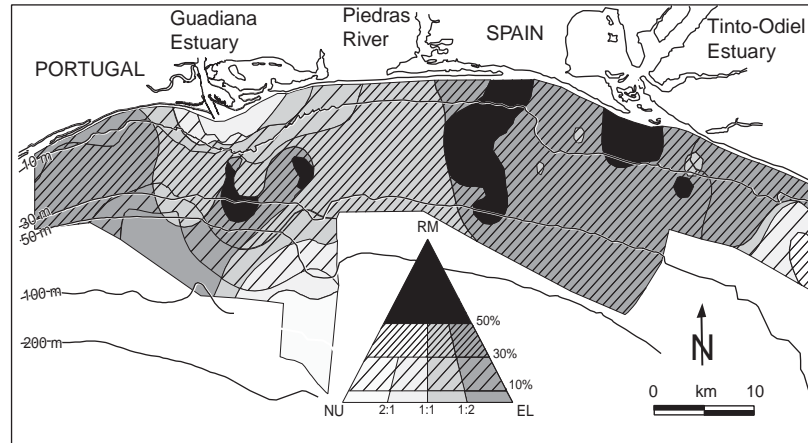 Guadiana
Estuary
Piedras
River
SPAIN
Tinto-Odiel
Estuary
PORTUGAL
10 m
30 m
50 m
100 m
200 m
RM
50%
30%
10%
NU 2:1 1:1 1:2 EL
N
0 km 10